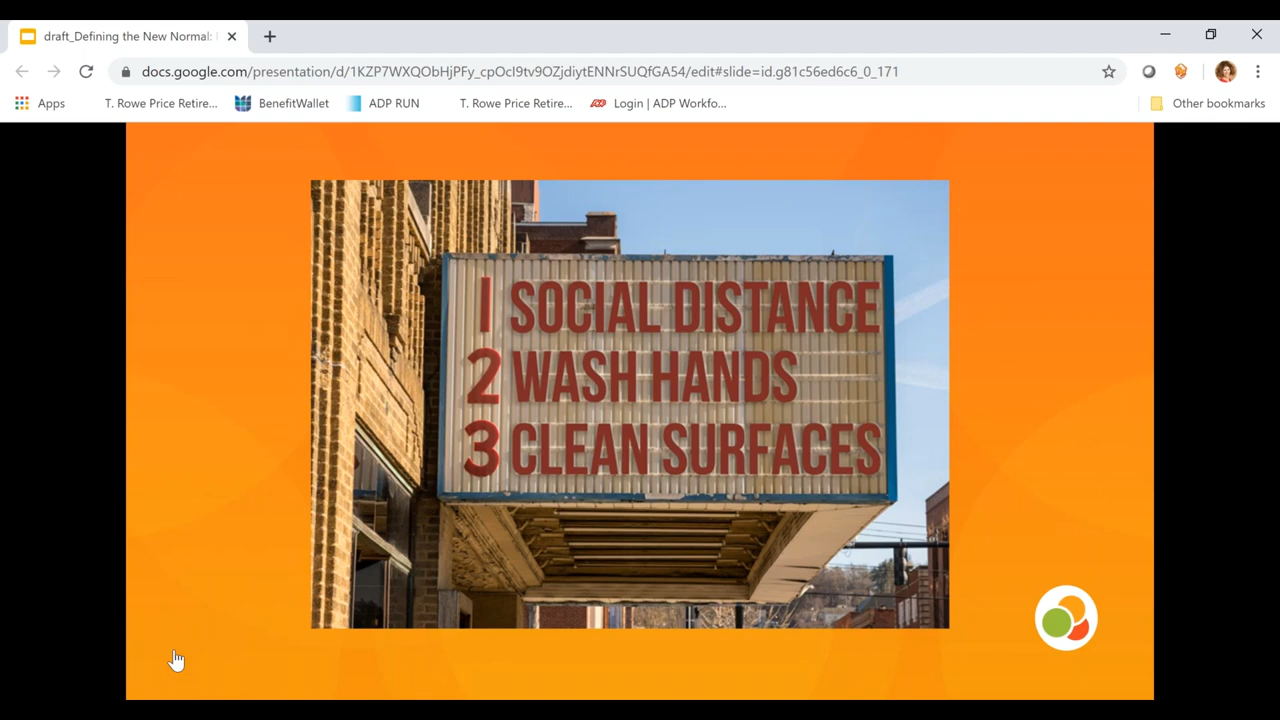 draft_Defining the New Normal:
docs.google.com/presentation/d/1KZP7WXQObHjPFy_cpOcI9tv9OZjdiytENNrSUQfGA54/edit#slide=id.g81c56ed6c6_0_171
Apps T. Rowe Price Retire... BenefitWallet ADP RUN T. Rowe Price Retire... Login | ADP Workfo... Other bookmarks
1 SOCIAL DISTANCE
2 WASH HANDS
3 CLEAN SURFACES